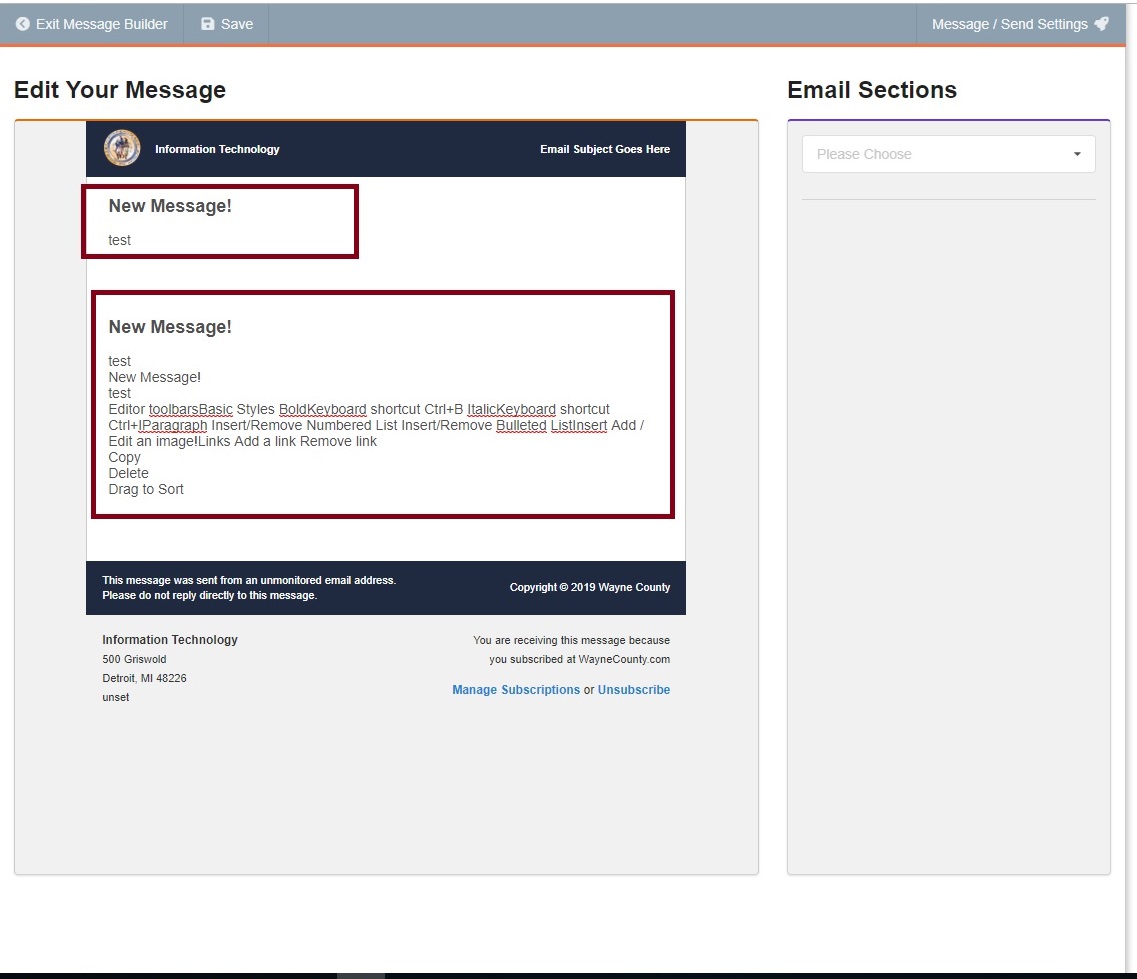 Exit Message Builder
Save
Message / Send Settings
Edit Your Message
Email Sections
Information Technology
Email Subject Goes Here
Please Choose
New Message!
test
New Message!
test
New Message!
test
Editor toolbarsBasic Styles BoldKeyboard shortcut Ctrl+B ItalicKeyboard shortcut
Ctrl+IParagraph Insert/Remove Numbered List Insert/Remove Bulleted ListInsert Add /
Edit an image!Links Add a link Remove link
Copy
Delete
Drag to Sort
This message was sent from an unmonitored email address.
Please do not reply directly to this message.
Copyright © 2019 Wayne County
Information Technology
500 Griswold
Detroit, MI 48226
unset
You are receiving this message because
you subscribed at WayneCounty.com
Manage Subscriptions or Unsubscribe